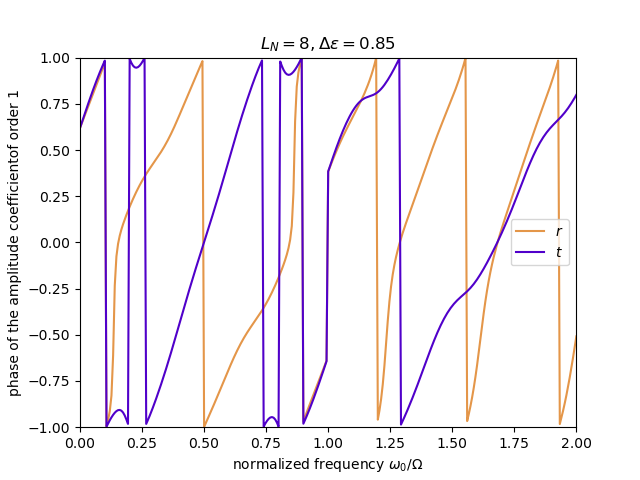 L_N = 8, Δε = 0.85
phase of the amplitude coefficientof order 1
1.00
0.75
0.50
0.25
0.00
−0.25
−0.50
−0.75
−1.00
r
t
0.00 0.25 0.50 0.75 1.00 1.25 1.50 1.75 2.00
normalized frequency ω₀/Ω